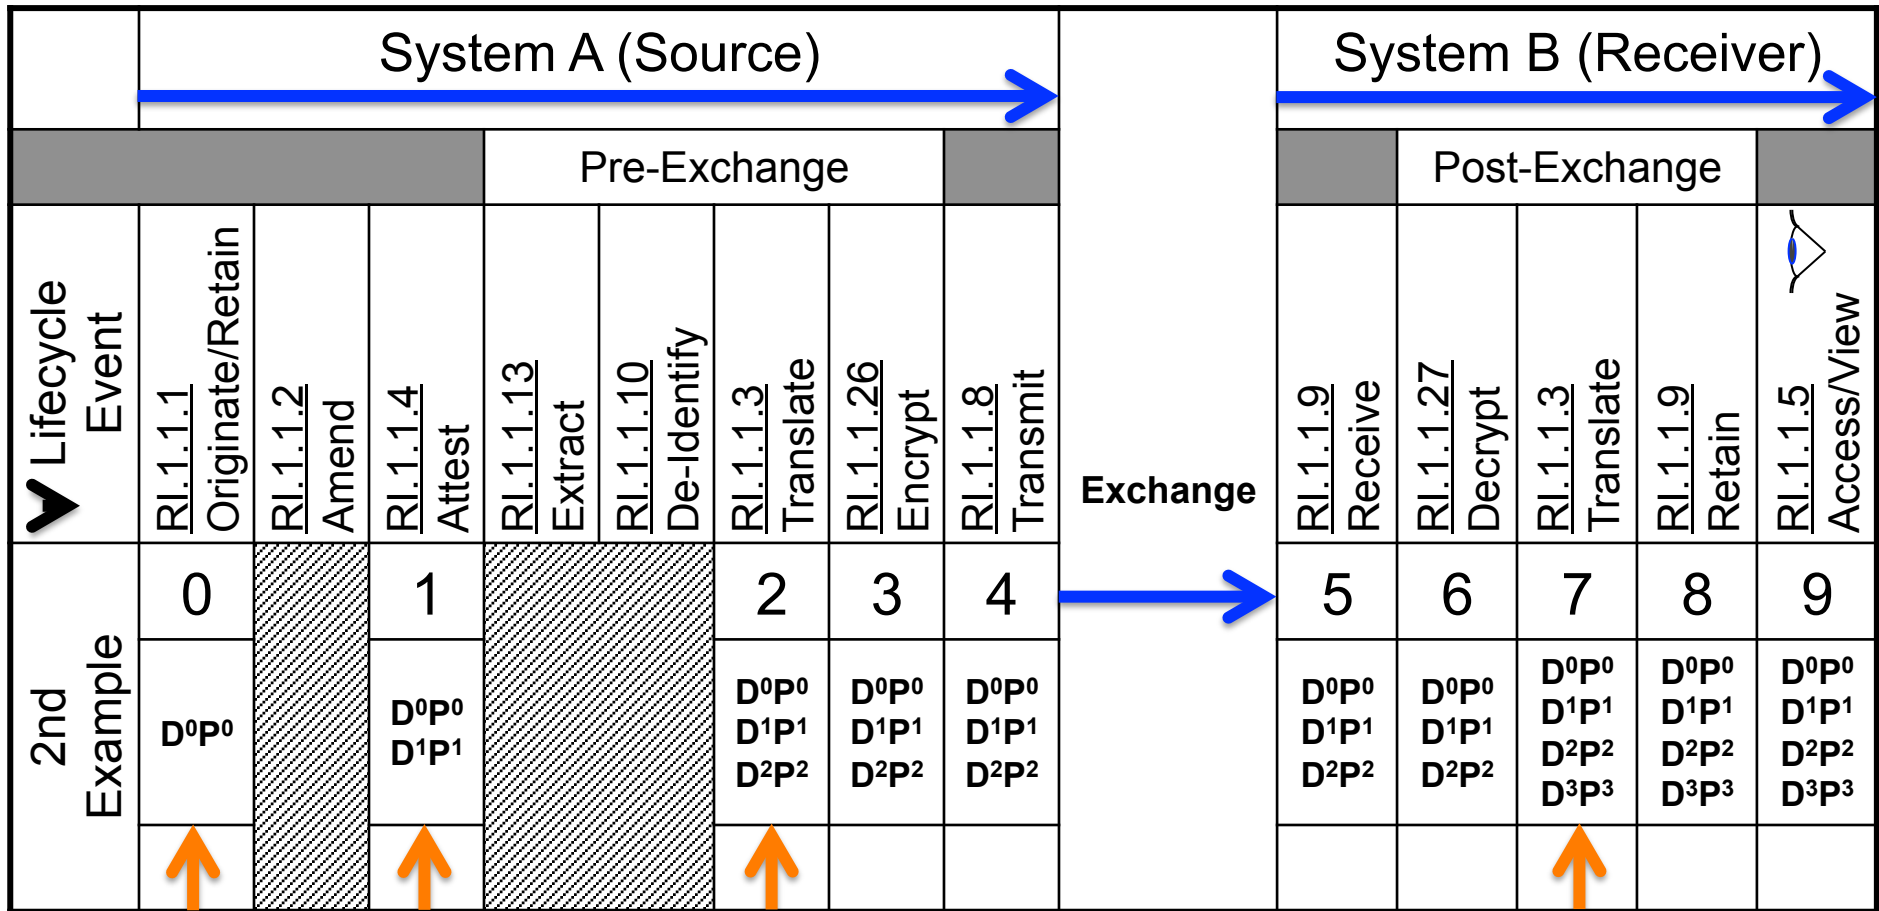 System A (Source)
System B (Receiver)
Pre-Exchange
Post-Exchange
Lifecycle
Event
RI.1.1.1
Originate/Retain
RI.1.1.2
Amend
RI.1.1.4
Attest
RI.1.1.13
Extract
RI.1.1.10
De-Identify
RI.1.1.3
Translate
RI.1.1.26
Encrypt
RI.1.1.8
Transmit
Exchange
RI.1.1.9
Receive
RI.1.1.27
Decrypt
RI.1.1.3
Translate
RI.1.1.9
Retain
RI.1.1.5
Access/View
2nd
Example
0
1
2
3
4
5
6
7
8
9
D⁰P⁰
D⁰P⁰
D¹P¹
D⁰P⁰
D¹P¹
D²P²
D⁰P⁰
D¹P¹
D²P²
D⁰P⁰
D¹P¹
D²P²
D⁰P⁰
D¹P¹
D²P²
D⁰P⁰
D¹P¹
D²P²
D⁰P⁰
D¹P¹
D²P²
D³P³
D⁰P⁰
D¹P¹
D²P²
D³P³
D⁰P⁰
D¹P¹
D²P²
D³P³